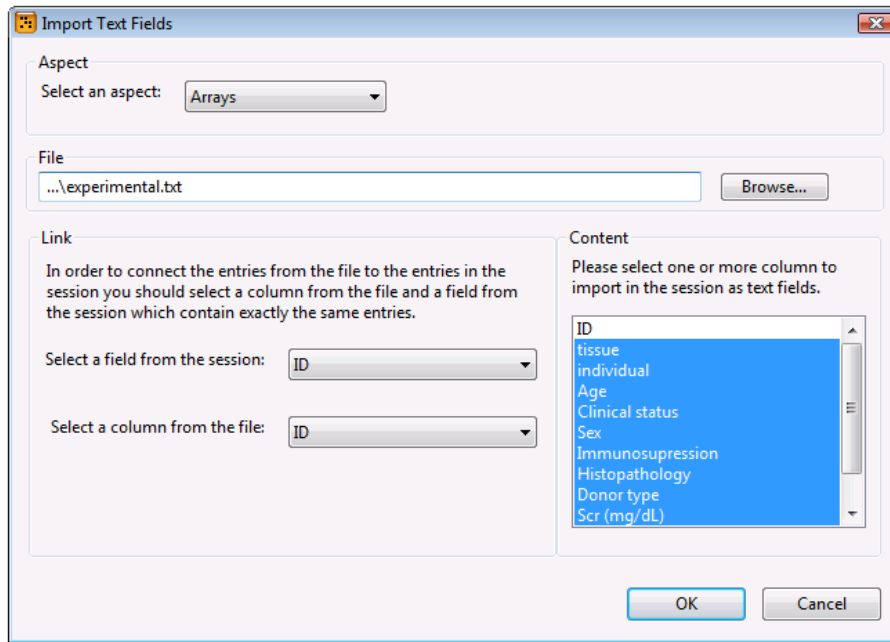 Import Text Fields
Aspect
Select an aspect:
Arrays
File
...\experimental.txt
Browse...
Link
In order to connect the entries from the file to the entries in the
session you should select a column from the file and a field from
the session which contain exactly the same entries.
Select a field from the session:
ID
Select a column from the file:
ID
Content
Please select one or more column to
import in the session as text fields.
ID
tissue
individual
Age
Clinical status
Sex
Immunosupression
Histopathology
Donor type
Scr (mg/dL)
OK
Cancel